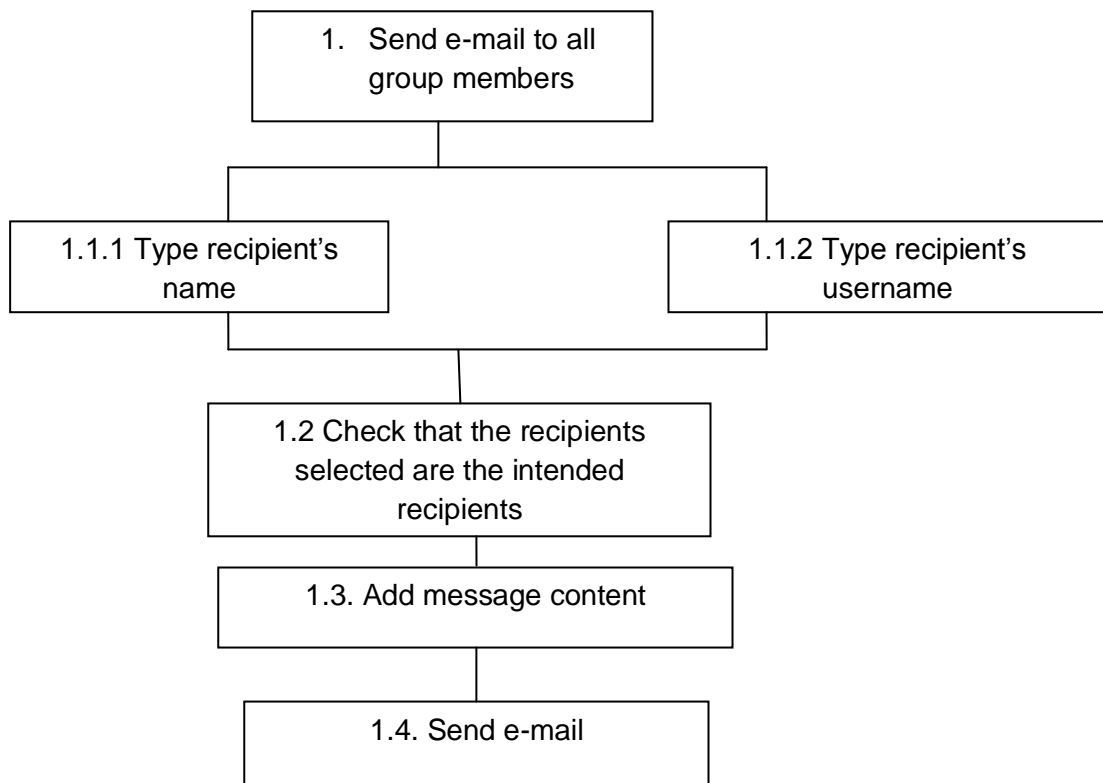 1. Send e-mail to all
group members
1.1.1 Type recipient’s
name
1.1.2 Type recipient’s
username
1.2 Check that the recipients
selected are the intended
recipients
1.3. Add message content
1.4. Send e-mail